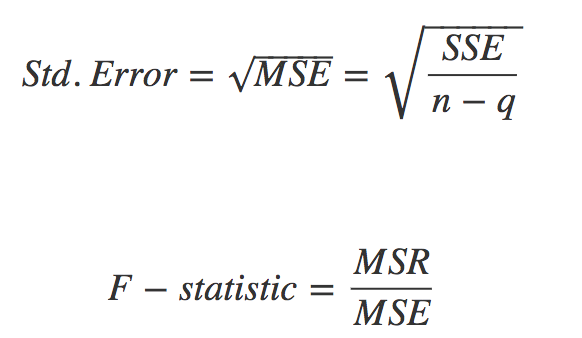 Std. Error = √MSE = √(SSE / (n − q))
F − statistic = MSR / MSE